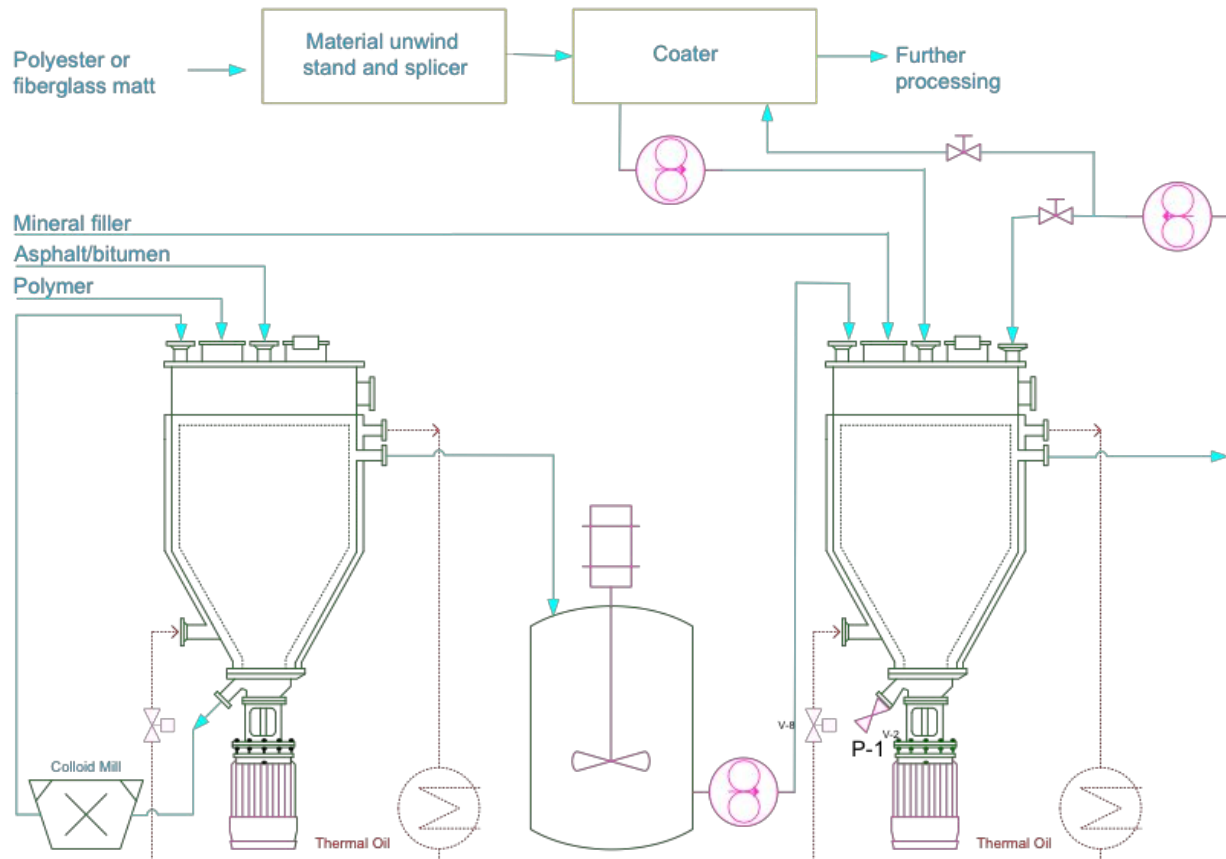 Polyester or
fiberglass matt
Material unwind
stand and splicer
Coater
Further
processing
Mineral filler
Asphalt/bitumen
Polymer
Colloid Mill
Thermal Oil
V-8
V-2
P-1
Thermal Oil